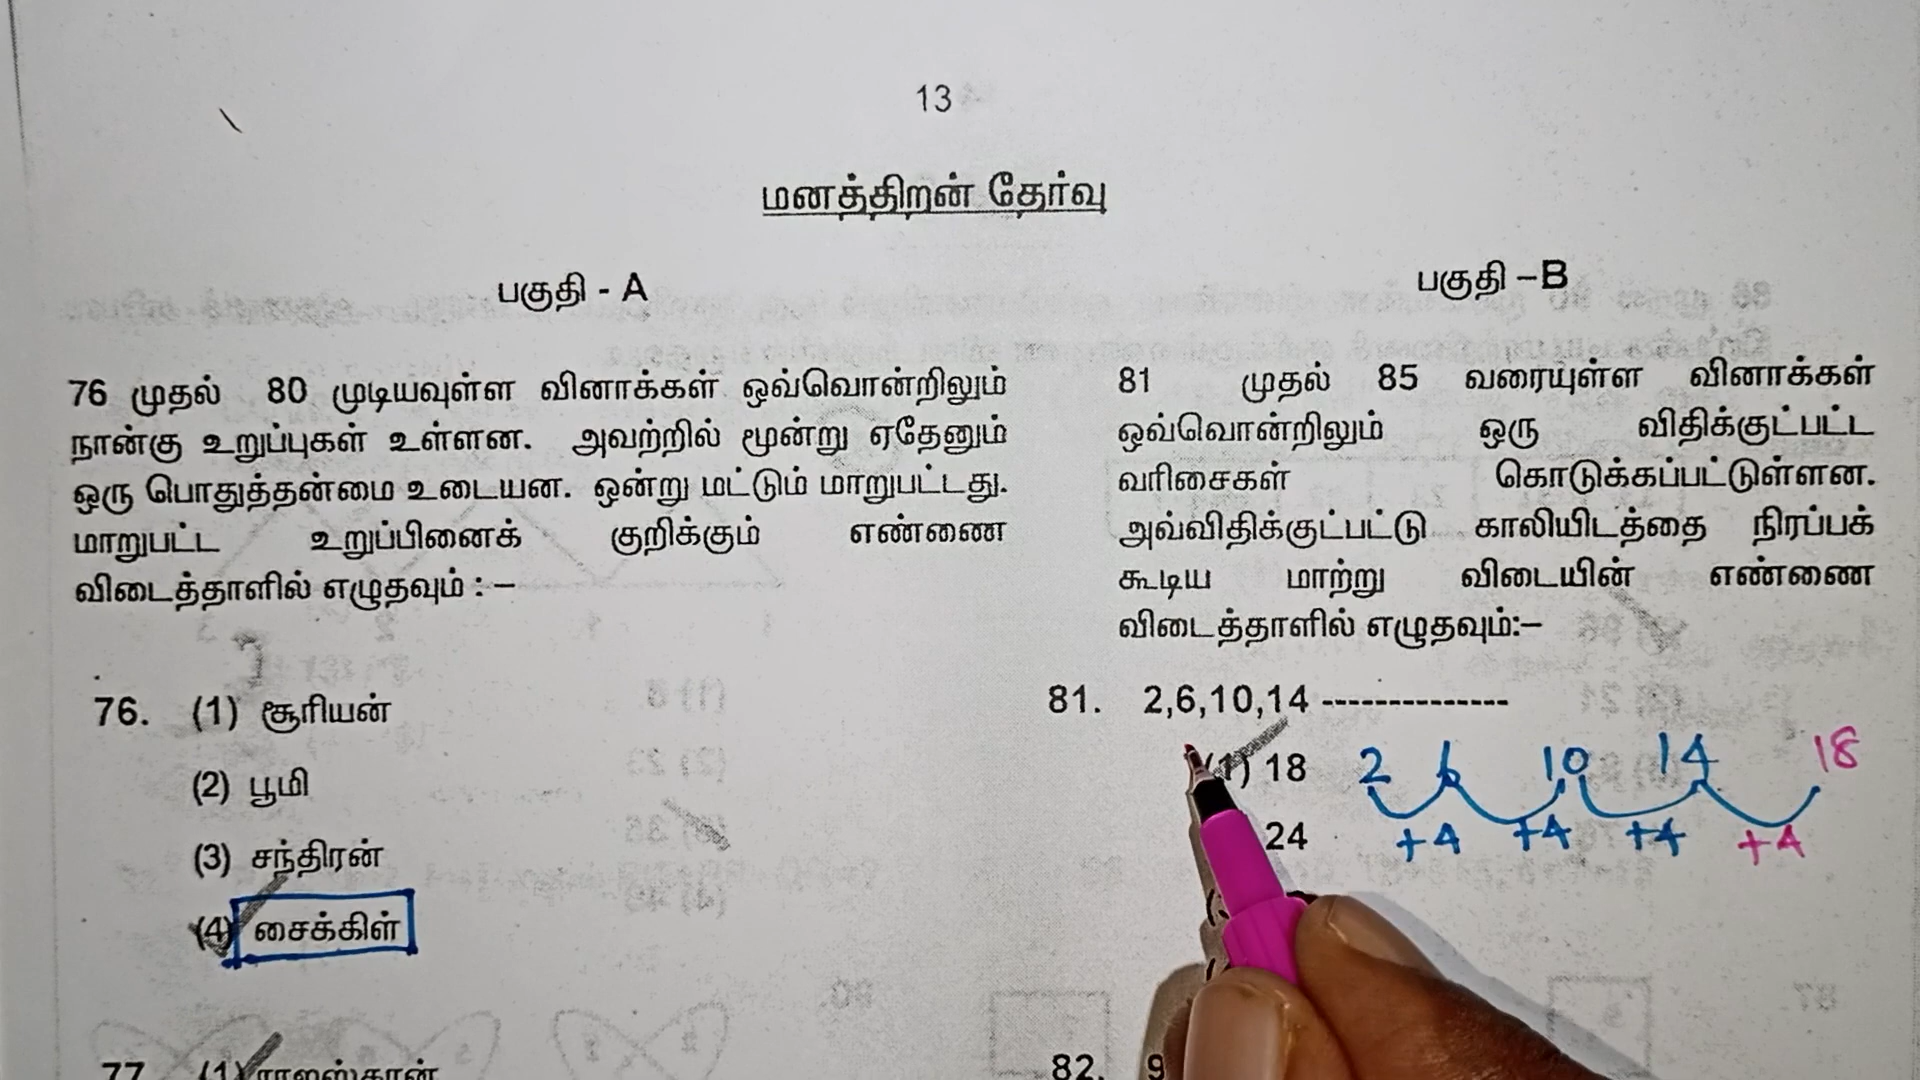 13
மனத்திறன் தேர்வு
பகுதி - A
76 முதல் 80 முடியவுள்ள வினாக்கள் ஒவ்வொன்றிலும்
நான்கு உறுப்புகள் உள்ளன. அவற்றில் மூன்று ஏதேனும்
ஒரு பொதுத்தன்மை உடையன. ஒன்று மட்டும் மாறுபட்டது.
மாறுபட்ட உறுப்பினைக் குறிக்கும் எண்ணை
விடைத்தாளில் எழுதவும் :–
76. (1) சூரியன்
(2) பூமி
(3) சந்திரன்
(4) சைக்கிள்
77 (1) ராஜஸ்தான்
பகுதி –B
81 முதல் 85 வரையுள்ள வினாக்கள்
ஒவ்வொன்றிலும் ஒரு விதிக்குட்பட்ட
வரிசைகள் கொடுக்கப்பட்டுள்ளன.
அவ்விதிக்குட்பட்டு காலியிடத்தை நிரப்பக்
கூடிய மாற்று விடையின் எண்ணை
விடைத்தாளில் எழுதவும்:–
81. 2,6,10,14 --------------
(1) 18
24
2 6 10 14 18
+4 +4 +4 +4
82. 9